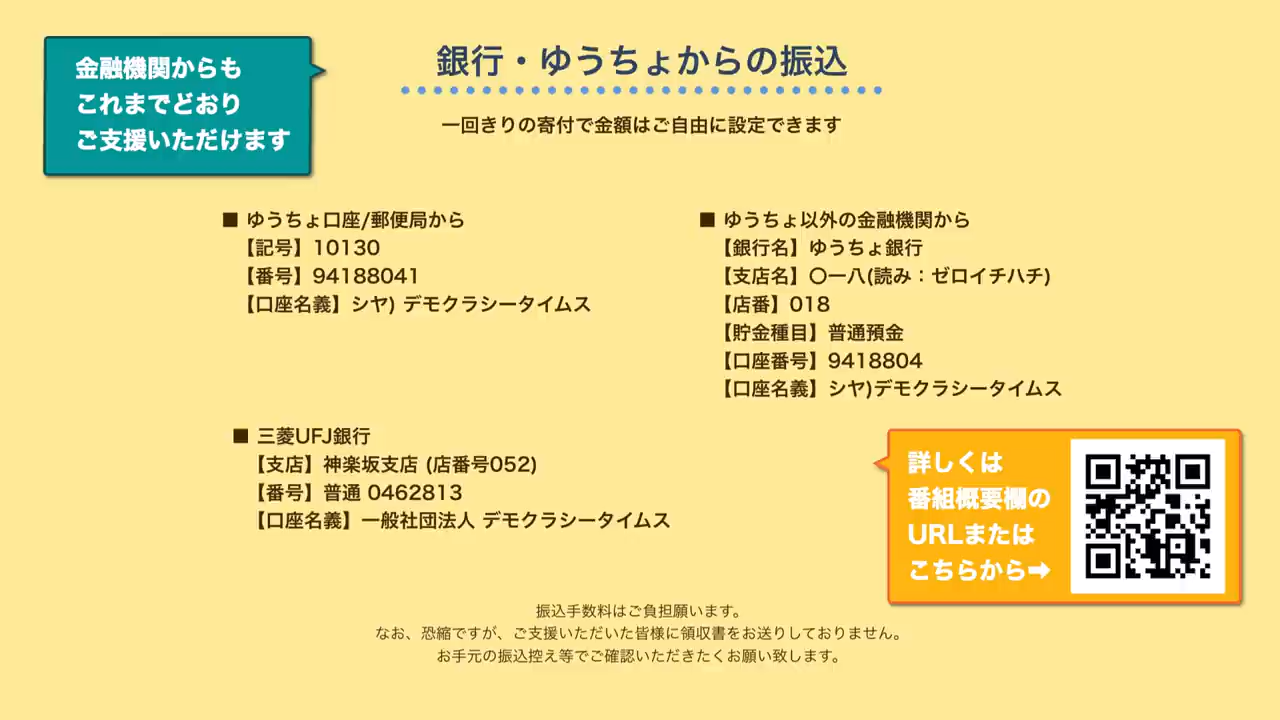 金融機関からも
これまでどおり
ご支援いただけます
銀行・ゆうちょからの振込
一回きりの寄付で金額はご自由に設定できます
■ ゆうちょ口座/郵便局から
【記号】10130
【番号】94188041
【口座名義】シヤ) デモクラシータイムス
■ ゆうちょ以外の金融機関から
【銀行名】ゆうちょ銀行
【支店名】〇一八(読み：ゼロイチハチ)
【店番】018
【貯金種目】普通預金
【口座番号】9418804
【口座名義】シヤ)デモクラシータイムス
■ 三菱UFJ銀行
【支店】神楽坂支店 (店番号052)
【番号】普通 0462813
【口座名義】一般社団法人 デモクラシータイムス
詳しくは
番組概要欄の
URLまたは
こちらから➡
振込手数料はご負担願います。
なお、恐縮ですが、ご支援いただいた皆様に領収書をお送りしておりません。
お手元の振込控え等でご確認いただきたくお願い致します。